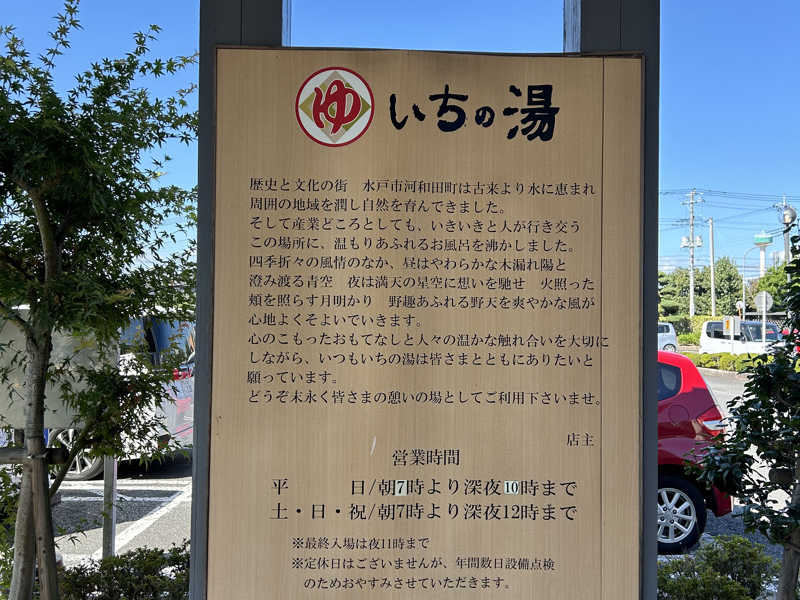 ゆ
いちの湯
歴史と文化の街　水戸市河和田町は古来より水に恵まれ
周囲の地域を潤し自然を育んできました。
そして産業どころとしても、いきいきと人が行き交う
この場所に、温もりあふれるお風呂を沸かしました。
四季折々の風情のなか、昼はやわらかな木漏れ陽と
澄み渡る青空　夜は満天の星空に想いを馳せ　火照った
頬を照らす月明かり　野趣あふれる野天を爽やかな風が
心地よくそよいでいきます。
心のこもったおもてなしと人々の温かな触れ合いを大切に
しながら、いつもいちの湯は皆さまとともにありたいと
願っています。
どうぞ末永く皆さまの憩いの場としてご利用下さいませ。
店主
営業時間
平　　　日/朝7時より深夜10時まで
土・日・祝/朝7時より深夜12時まで
※最終入場は夜11時まで
※定休日はございませんが、年間数日設備点検
のためおやすみさせていただきます。